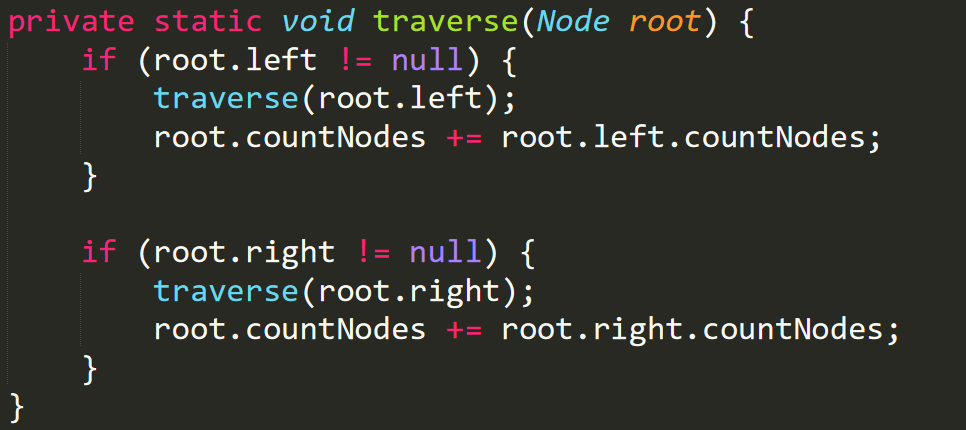 private static void traverse(Node root) {
    if (root.left != null) {
        traverse(root.left);
        root.countNodes += root.left.countNodes;
    }

    if (root.right != null) {
        traverse(root.right);
        root.countNodes += root.right.countNodes;
    }
}